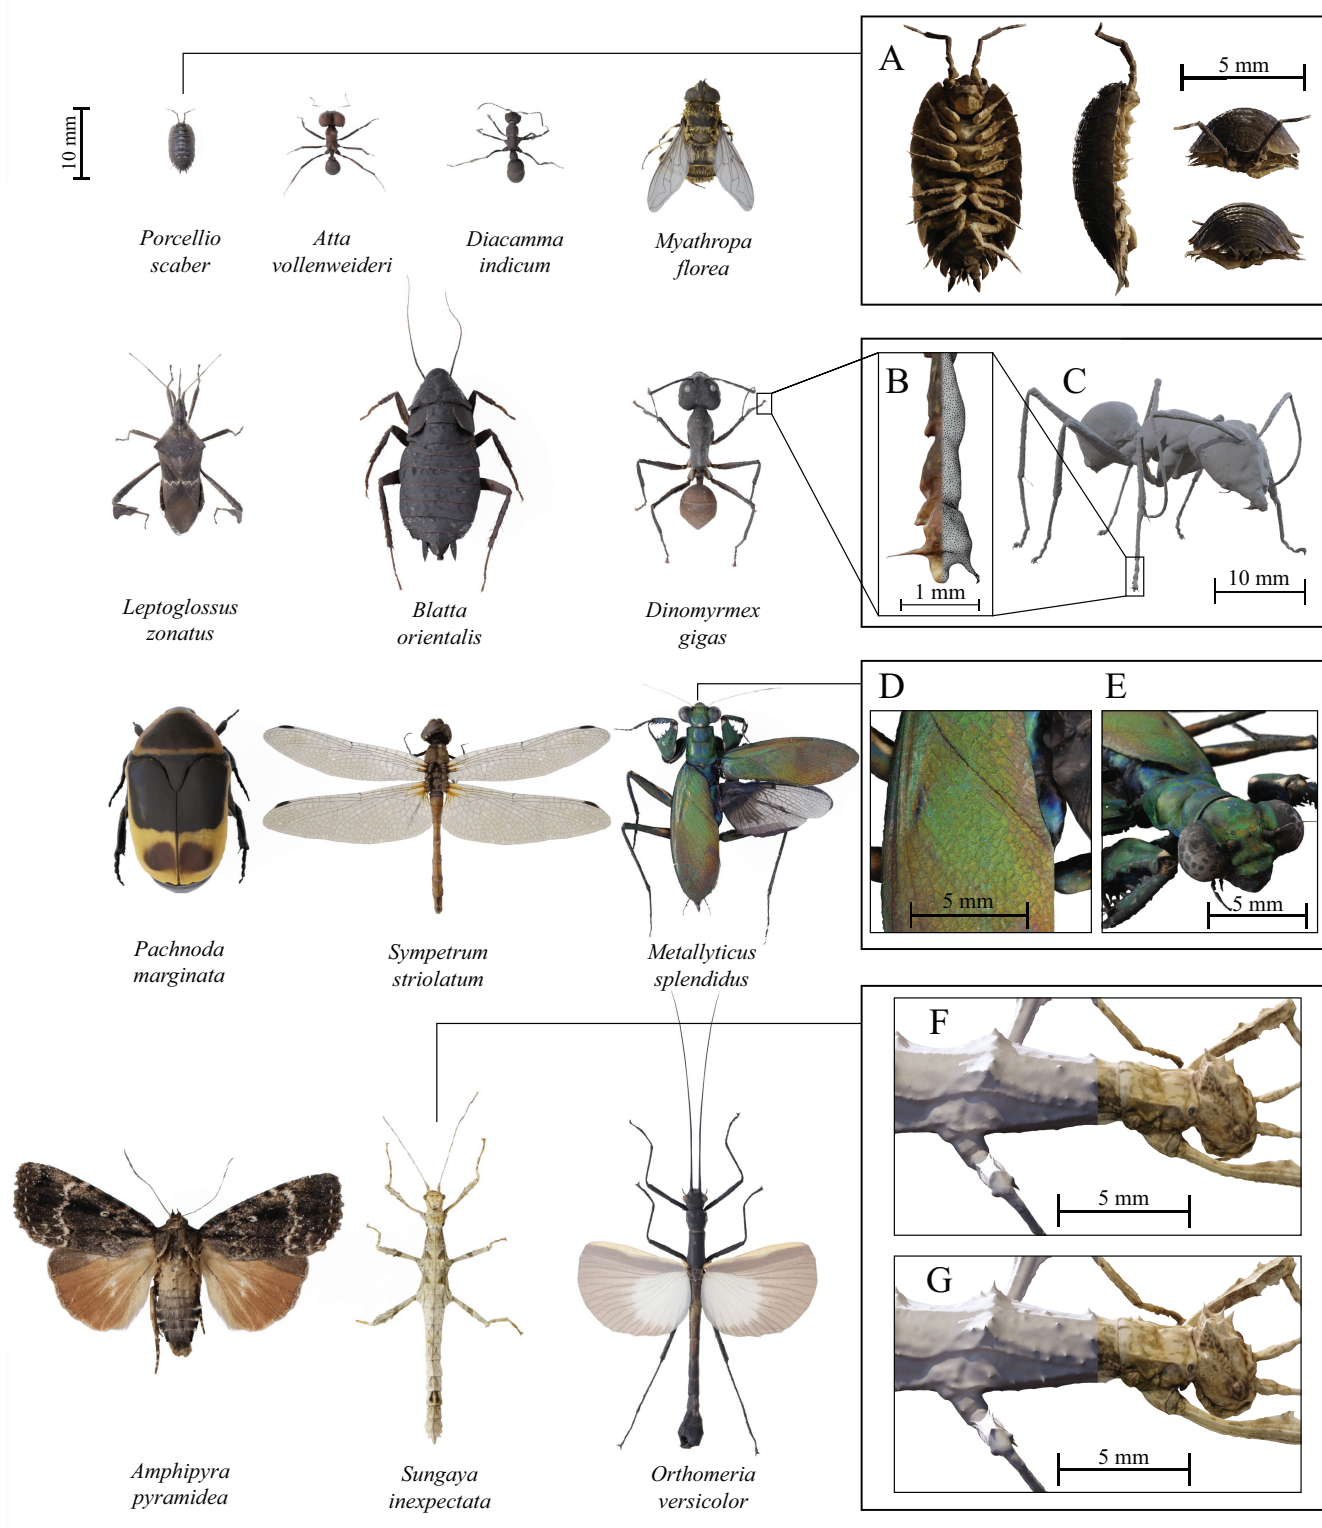 A
5 mm
10 mm
Porcellio
scaber
Atta
vollenweideri
Diacamma
indicum
Myathropa
florea
B
C
1 mm
10 mm
Leptoglossus
zonatus
Blatta
orientalis
Dinomyrmex
gigas
D
E
5 mm
5 mm
Pachnoda
marginata
Sympetrum
striolatum
Metallyticus
splendidus
F
5 mm
G
5 mm
Amphipyra
pyramidea
Sungaya
inexpectata
Orthomeria
versicolor